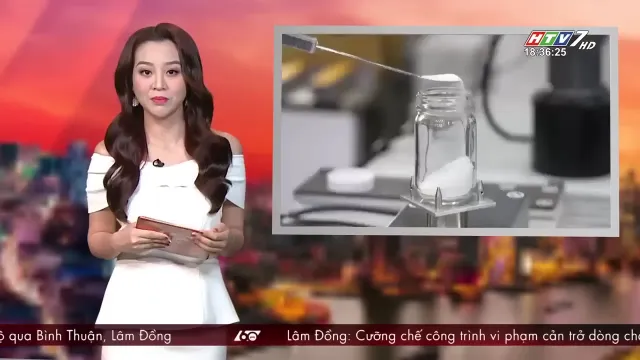 HTV7 HD
18:36:25
ộ qua Bình Thuận, Lâm Đồng 60 Lâm Đồng: Cưỡng chế công trình vi phạm cản trở dòng ch